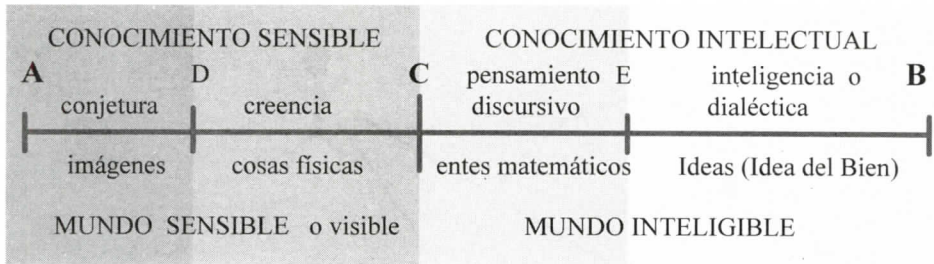 CONOCIMIENTO SENSIBLE CONOCIMIENTO INTELECTUAL
A D C pensamiento E inteligencia o B
conjetura creencia discursivo dialéctica
imágenes cosas físicas entes matemáticos Ideas (Idea del Bien)
MUNDO SENSIBLE o visible MUNDO INTELIGIBLE